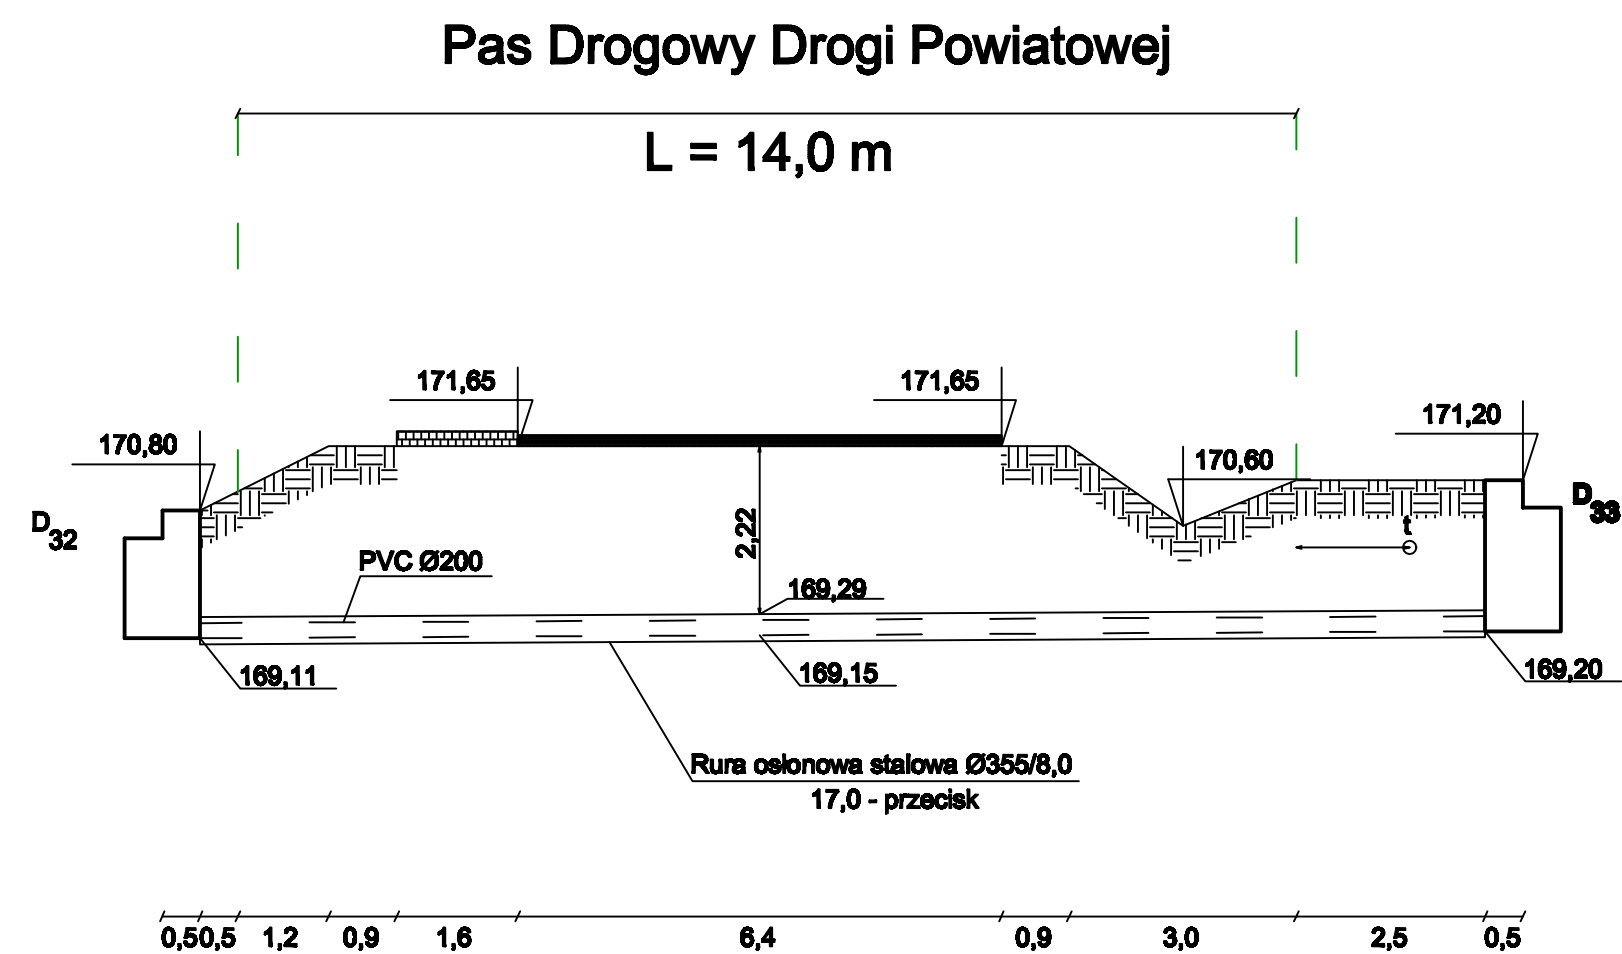 Pas Drogowy Drogi Powiatowej
L = 14,0 m
171,65
171,65
171,20
170,80
170,60
D32
D33
t
2,22
PVC Ø200
169,29
169,11
169,15
169,20
Rura osłonowa stalowa Ø355/8,0
17,0 - przecisk
0,5 0,5 1,2 0,9 1,6 6,4 0,9 3,0 2,5 0,5